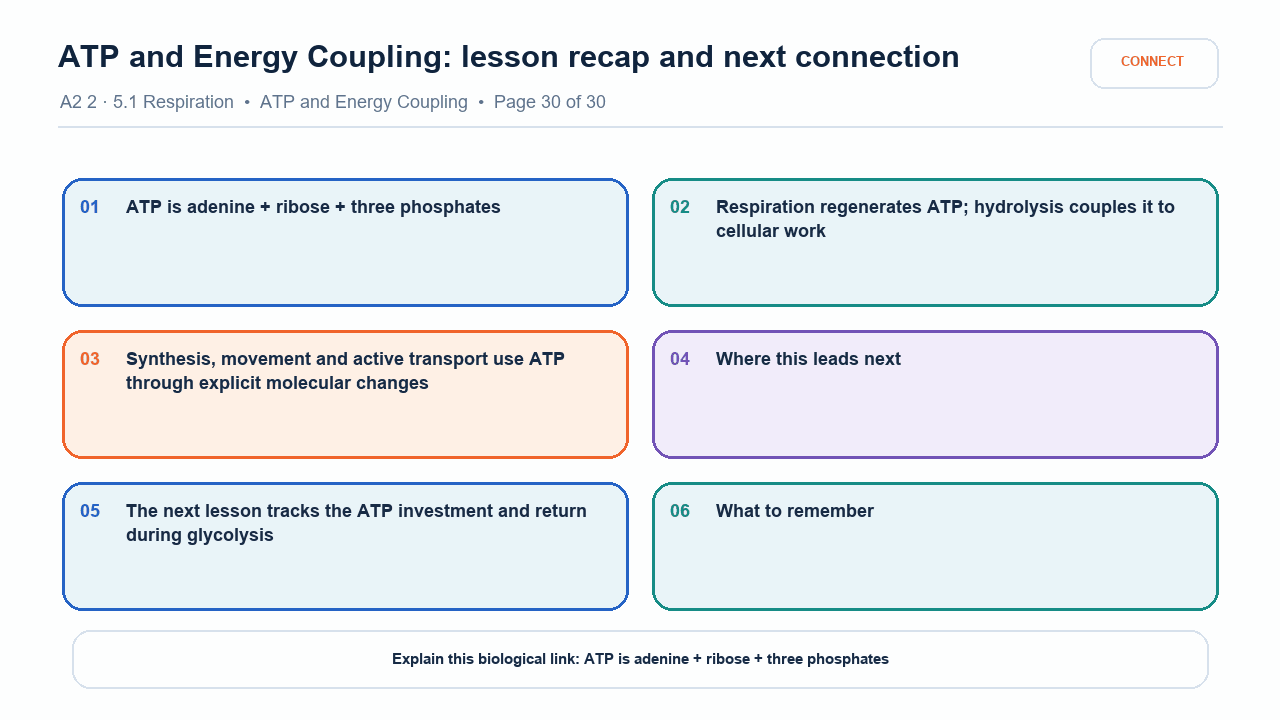 ATP and Energy Coupling: lesson recap and next connection
CONNECT
A2 2 · 5.1 Respiration • ATP and Energy Coupling • Page 30 of 30
01 ATP is adenine + ribose + three phosphates
02 Respiration regenerates ATP; hydrolysis couples it to
cellular work
03 Synthesis, movement and active transport use ATP
through explicit molecular changes
04 Where this leads next
05 The next lesson tracks the ATP investment and return
during glycolysis
06 What to remember
Explain this biological link: ATP is adenine + ribose + three phosphates